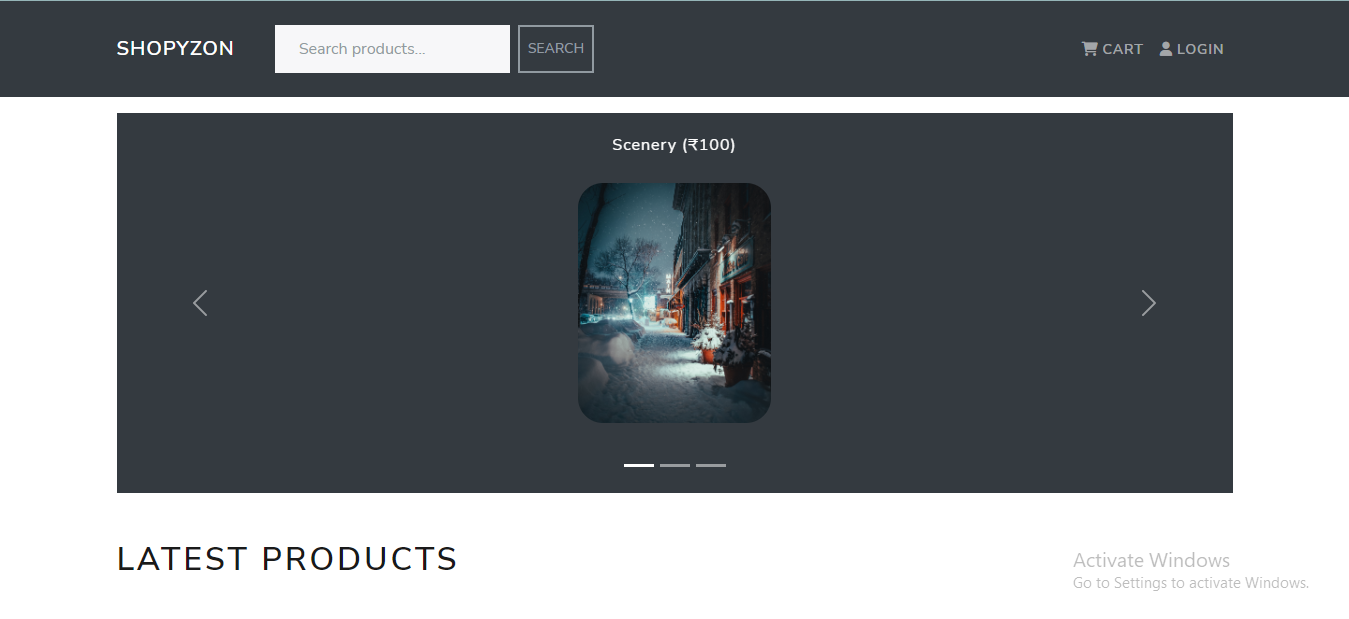 SHOPYZON
Search products...
SEARCH
CART
LOGIN
Scenery (₹100)
LATEST PRODUCTS
Activate Windows
Go to Settings to activate Windows.